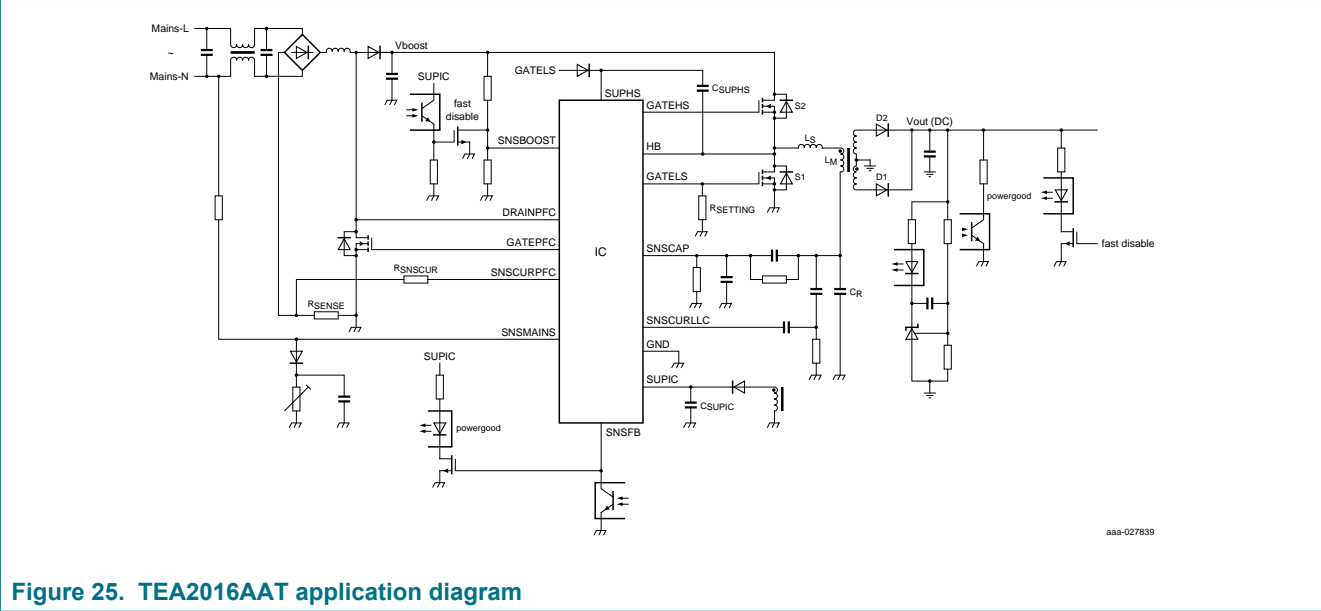 Mains-L
~
Mains-N
Vboost
SUPIC
fast
disable
GATELS
SUPHS
CSUPHS
GATEHS
S2
SNSBOOST
HB
LS
LM
D2
Vout (DC)
D1
GATELS
S1
RSETTING
powergood
fast disable
DRAINPFC
GATEPFC
IC
SNSCAP
RSNSCUR
SNSCURPFC
CR
RSENSE
SNSMAINS
SNSCURLLC
GND
SUPIC
SUPIC
CSUPIC
powergood
SNSFB
aaa-027839
Figure 25. TEA2016AAT application diagram